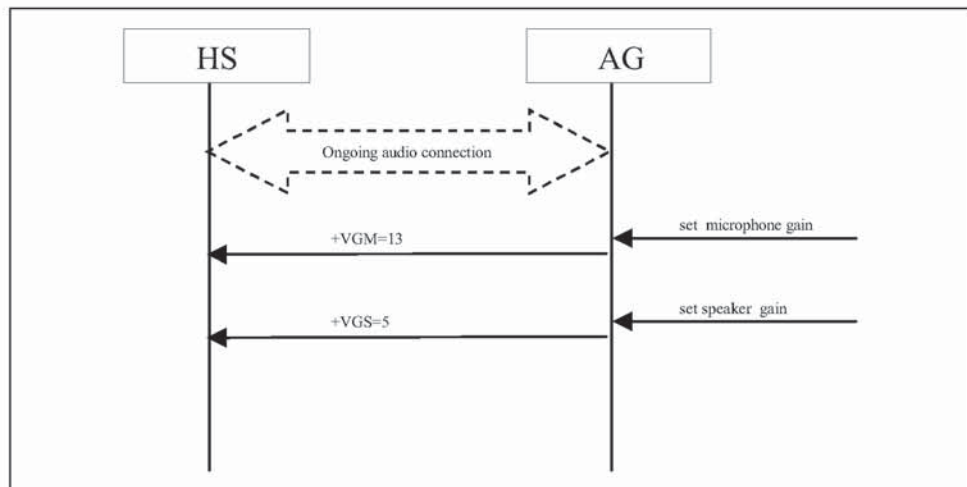 HS
AG
Ongoing audio connection
set microphone gain
+VGM=13
set speaker gain
+VGS=5